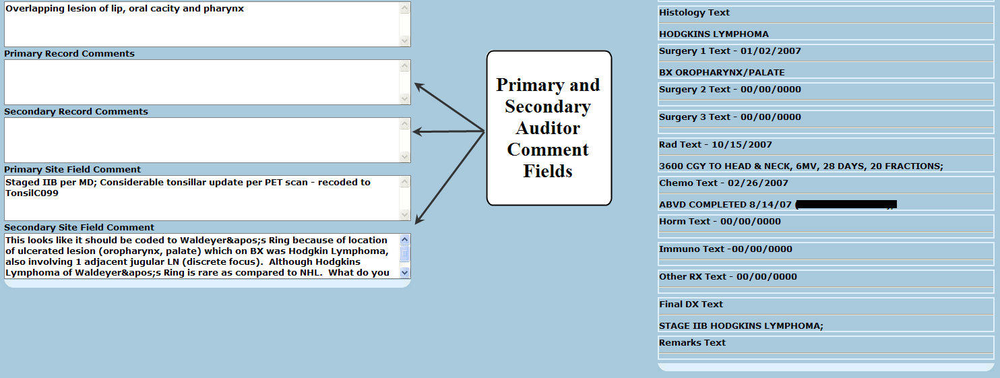 Overlapping lesion of lip, oral cacity and pharynx
Primary Record Comments
Secondary Record Comments
Primary Site Field Comment
Staged IIB per MD; Considerable tonsillar update per PET scan - recoded to
TonsilC099
Secondary Site Field Comment
This looks like it should be coded to Waldeyer&apos;s Ring because of location
of ulcerated lesion (oropharynx, palate) which on BX was Hodgkin Lymphoma,
also involving 1 adjacent jugular LN (discrete focus).  Although Hodgkins
Lymphoma of Waldeyer&apos;s Ring is rare as compared to NHL.  What do you
Primary and
Secondary
Auditor
Comment
Fields
Histology Text
HODGKINS LYMPHOMA
Surgery 1 Text - 01/02/2007
BX OROPHARYNX/PALATE
Surgery 2 Text - 00/00/0000
Surgery 3 Text - 00/00/0000
Rad Text - 10/15/2007
3600 CGY TO HEAD & NECK, 6MV, 28 DAYS, 20 FRACTIONS;
Chemo Text - 02/26/2007
ABVD COMPLETED 8/14/07 (
Horm Text - 00/00/0000
Immuno Text -00/00/0000
Other RX Text - 00/00/0000
Final DX Text
STAGE IIB HODGKINS LYMPHOMA;
Remarks Text